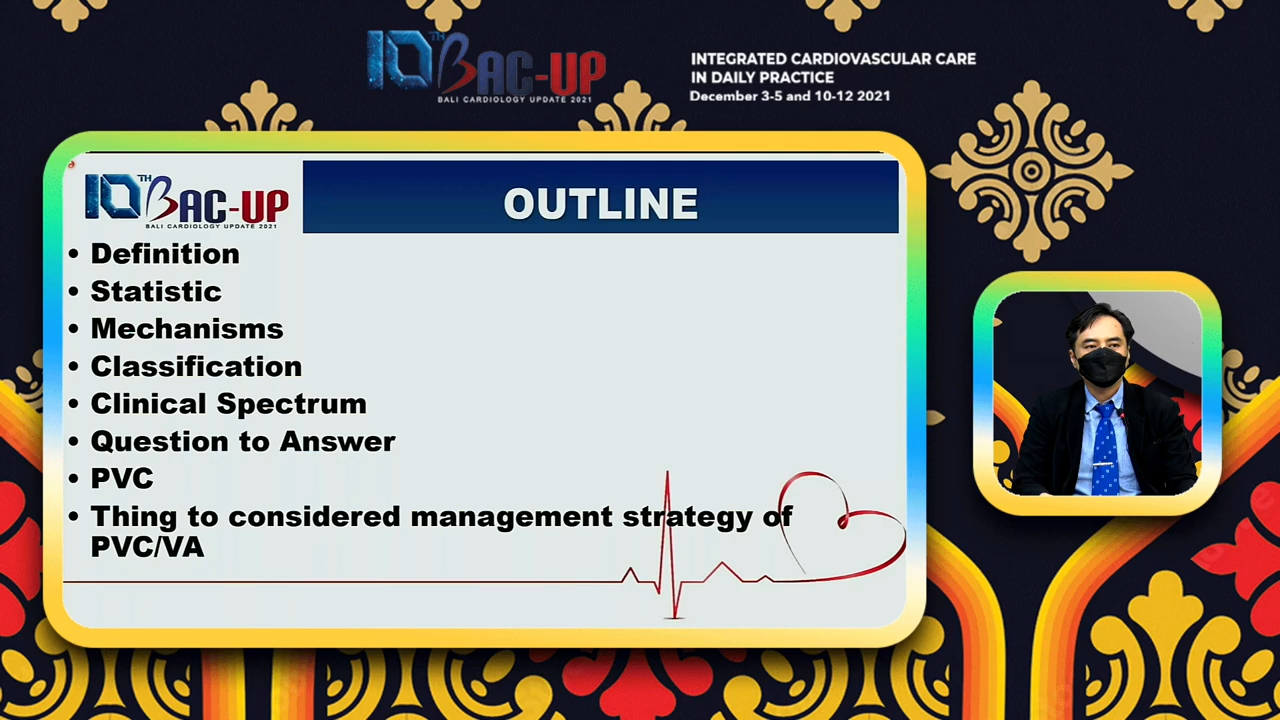 10TH BAC-UP
BALI CARDIOLOGY UPDATE 2021
INTEGRATED CARDIOVASCULAR CARE
IN DAILY PRACTICE
December 3-5 and 10-12 2021
10TH BAC-UP
BALI CARDIOLOGY UPDATE 2021
OUTLINE
• Definition
• Statistic
• Mechanisms
• Classification
• Clinical Spectrum
• Question to Answer
• PVC
• Thing to considered management strategy of
PVC/VA